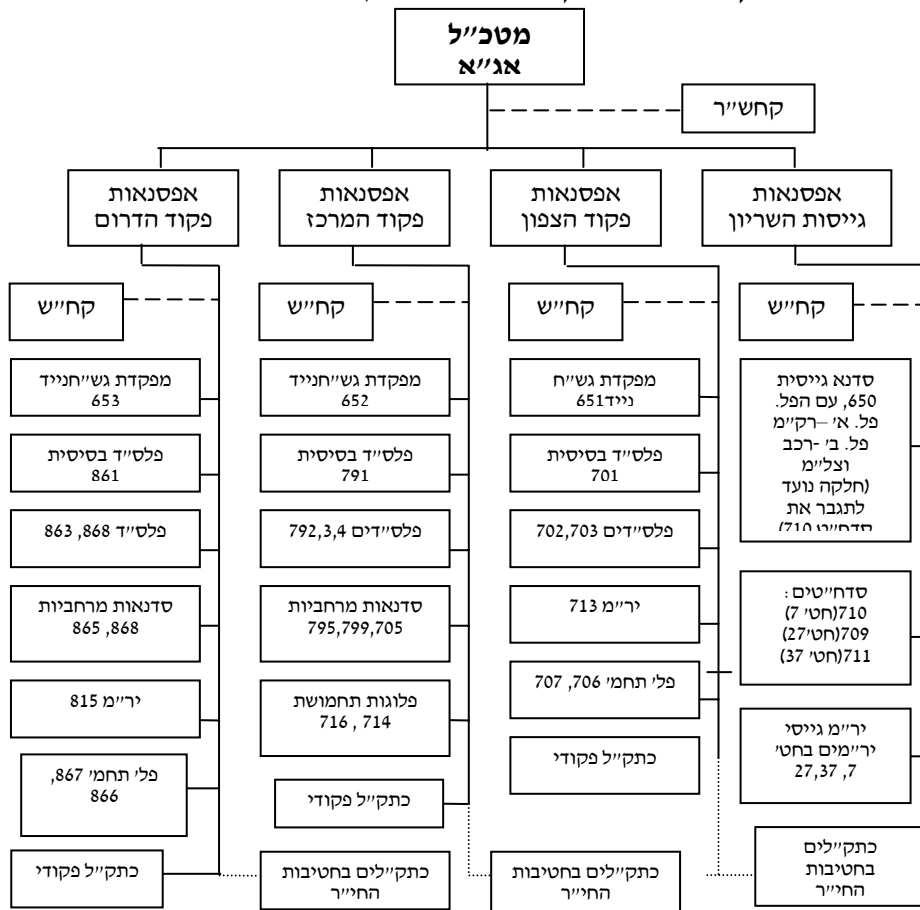 מטכ״ל
אג״א
קחש״ר
אפסנאות
גייסות השריון
אפסנאות
פקוד הצפון
אפסנאות
פקוד המרכז
אפסנאות
פקוד הדרום
קח״ש
קח״ש
קח״ש
קח״ש
סדנא גייסית
650, עם הפל.
פל. א׳ –רק״מ
פל. ב׳ -רכב
וצל״מ
(חלקה נועד
לתגבר את
סדח״ט 710)
סדח״טים :
710(חט׳ 7)
709(חט׳27)
711(חט׳ 37)
יר״מ גייסי
יר״מים בחט׳
7, 27,37
כתק״לים
בחטיבות
החי״ר
מפקדת גש״ח
נייד651
פלס״ד בסיסית
701
פלס״דים 702,703
יר״מ 713
פלי תחמ׳ 706, 707
כתק״ל פקודי
כתק״לים בחטיבות
החי״ר
מפקדת גש״חנייד
652
פלס״ד בסיסית
791
פלס״דים 792,3,4
סדנאות מרחביות
795,799,705
פלוגות תחמושת
714 , 716
כתק״ל פקודי
כתק״לים בחטיבות
החי״ר
מפקדת גש״חנייד
653
פלס״ד בסיסית
861
פלס״ד 868, 863
סדנאות מרחביות
868, 865
יר״מ 815
פל׳ תחמ׳ 867,
866
כתק״ל פקודי